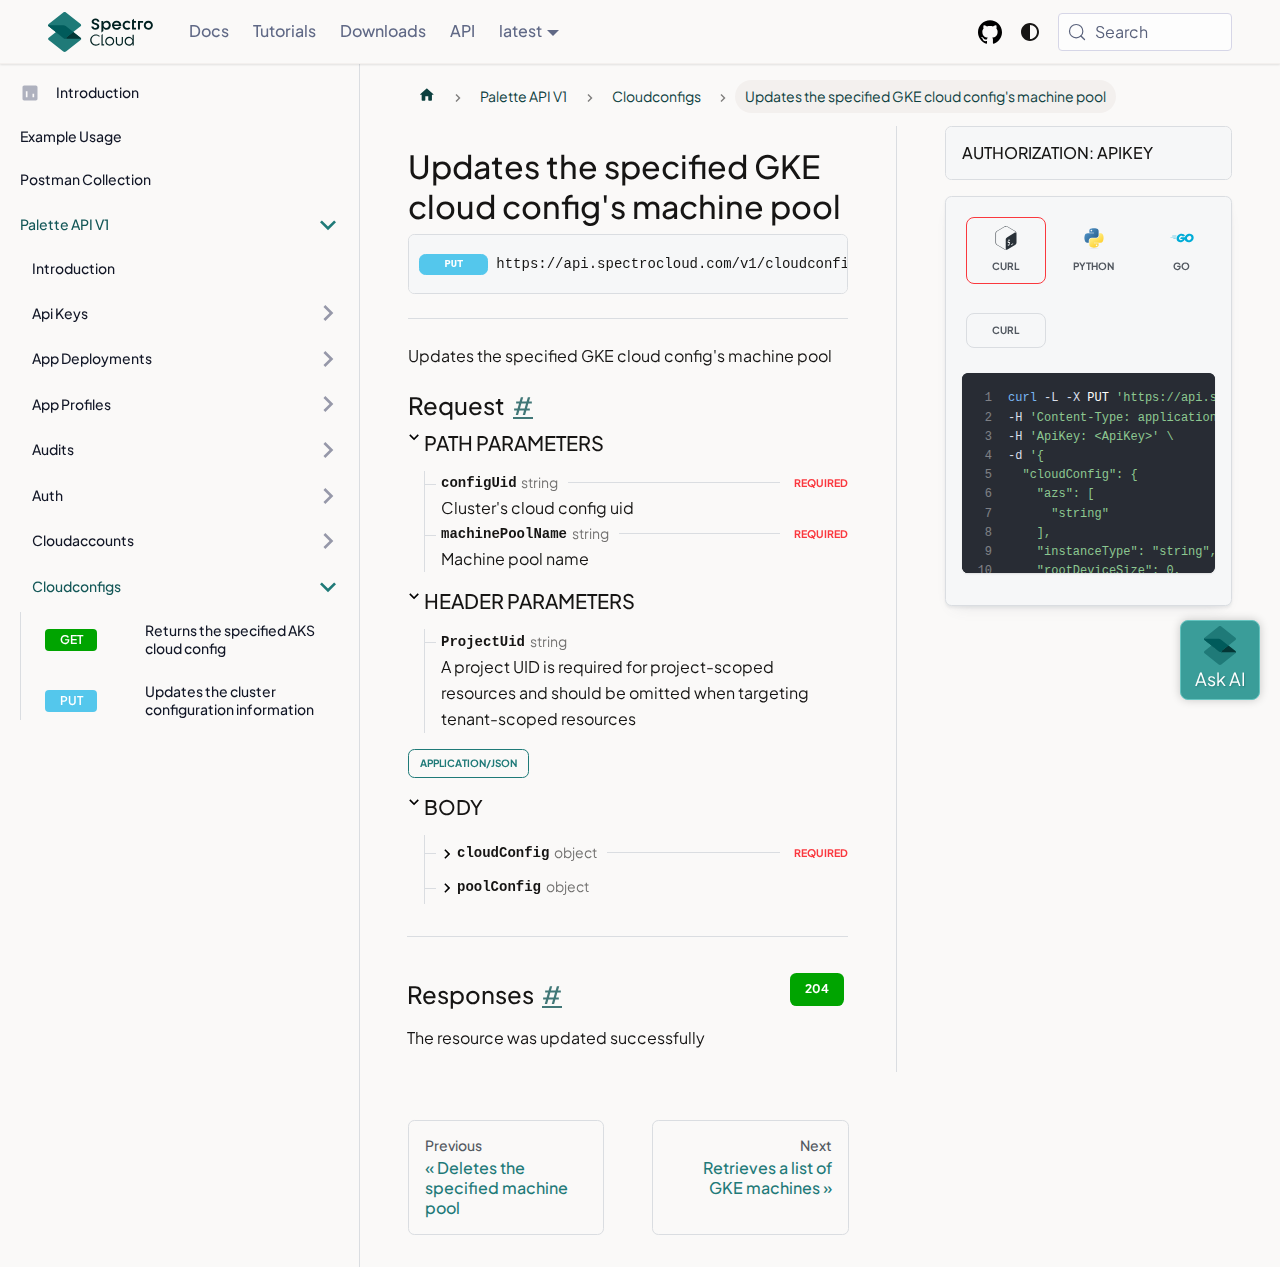 Spectro Cloud
Docs
Tutorials
Downloads
API
latest
Search
Introduction
Example Usage
Postman Collection
Palette API V1
Introduction
Api Keys
App Deployments
App Profiles
Audits
Auth
Cloudaccounts
Cloudconfigs
GET
Returns the specified AKS
cloud config
PUT
Updates the cluster
configuration information
Palette API V1
Cloudconfigs
Updates the specified GKE cloud config's machine pool
Updates the specified GKE
cloud config's machine pool
PUT https://api.spectrocloud.com/v1/cloudconfi
Updates the specified GKE cloud config's machine pool
Request #
PATH PARAMETERS
configUid string REQUIRED
Cluster's cloud config uid
machinePoolName string REQUIRED
Machine pool name
HEADER PARAMETERS
ProjectUid string
A project UID is required for project-scoped
resources and should be omitted when targeting
tenant-scoped resources
APPLICATION/JSON
BODY
cloudConfig object REQUIRED
poolConfig object
Responses #
204
The resource was updated successfully
Previous
« Deletes the
specified machine
pool
Next
Retrieves a list of
GKE machines »
AUTHORIZATION: APIKEY
CURL
PYTHON
GO
GO
CURL
1 curl -L -X PUT 'https://api.s
2 -H 'Content-Type: application
3 -H 'ApiKey: <ApiKey>' \
4 -d '{
5 "cloudConfig": {
6 "azs": [
7 "string"
8 ],
9 "instanceType": "string",
10 "rootDeviceSize": 0,
Ask AI